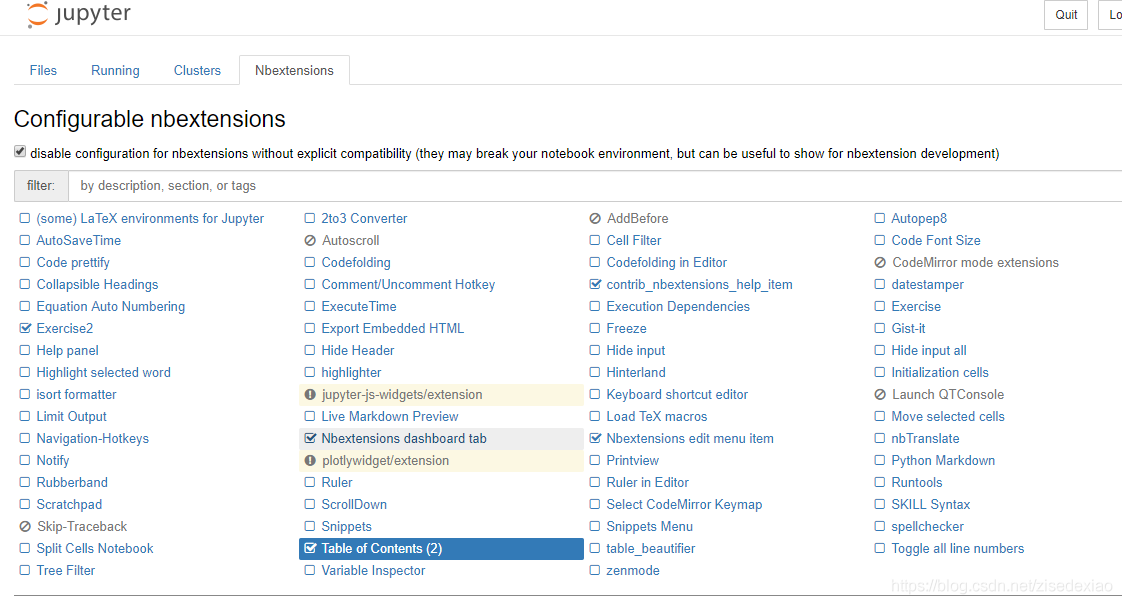 jupyter
Quit Lo
Files Running Clusters Nbextensions
Configurable nbextensions
disable configuration for nbextensions without explicit compatibility (they may break your notebook environment, but can be useful to show for nbextension development)
filter: by description, section, or tags
(some) LaTeX environments for Jupyter 2to3 Converter AddBefore Autopep8
AutoSaveTime Autoscroll Cell Filter Code Font Size
Code prettify Codefolding Codefolding in Editor CodeMirror mode extensions
Collapsible Headings Comment/Uncomment Hotkey contrib_nbextensions_help_item datestamper
Equation Auto Numbering ExecuteTime Execution Dependencies Exercise
Exercise2 Export Embedded HTML Freeze Gist-it
Help panel Hide Header Hide input Hide input all
Highlight selected word highlighter Hinterland Initialization cells
isort formatter jupyter-js-widgets/extension Keyboard shortcut editor Launch QTConsole
Limit Output Live Markdown Preview Load TeX macros Move selected cells
Navigation-Hotkeys Nbextensions dashboard tab Nbextensions edit menu item nbTranslate
Notify plotlywidget/extension Printview Python Markdown
Rubberband Ruler Ruler in Editor Runtools
Scratchpad ScrollDown Select CodeMirror Keymap SKILL Syntax
Skip-Traceback Snippets Snippets Menu spellchecker
Split Cells Notebook Table of Contents (2) table_beautifier Toggle all line numbers
Tree Filter Variable Inspector zenmode
https://blog.csdn.net/zisedexiao